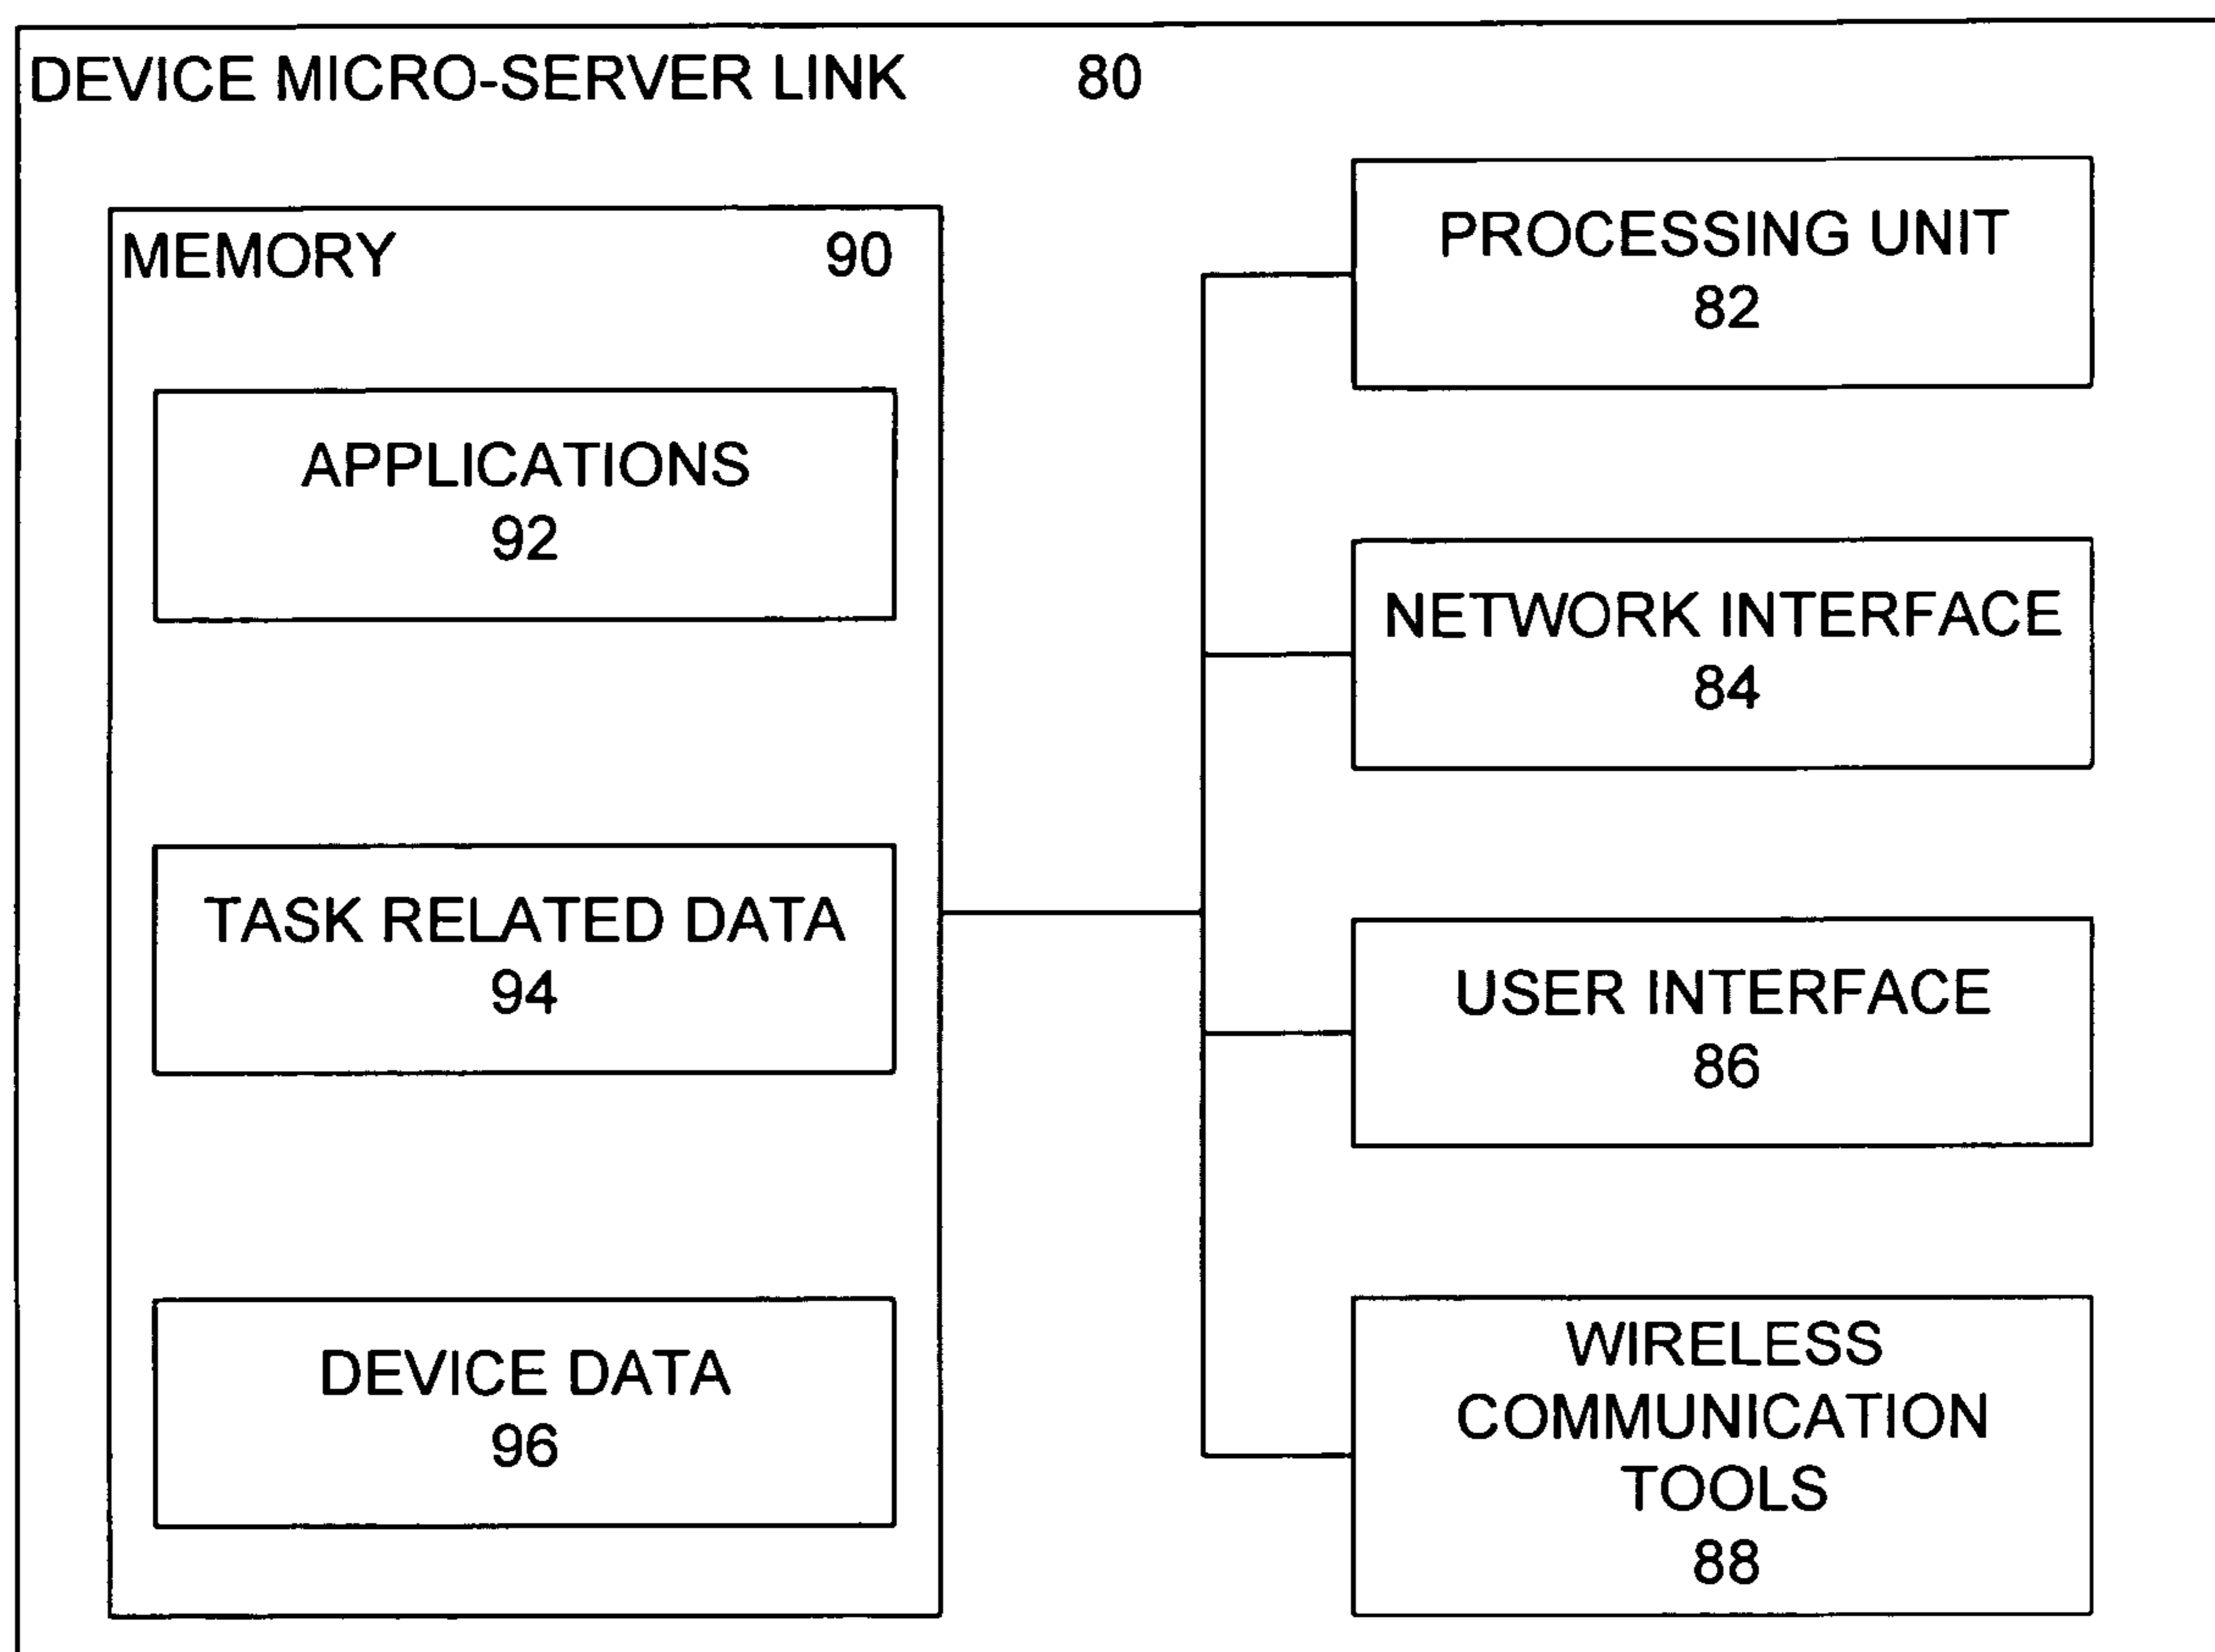 DEVICE MICRO-SERVER LINK 80
MEMORY 90
APPLICATIONS
92
TASK RELATED DATA
94
DEVICE DATA
96
PROCESSING UNIT
82
NETWORK INTERFACE
84
USER INTERFACE
86
WIRELESS
COMMUNICATION
TOOLS
88